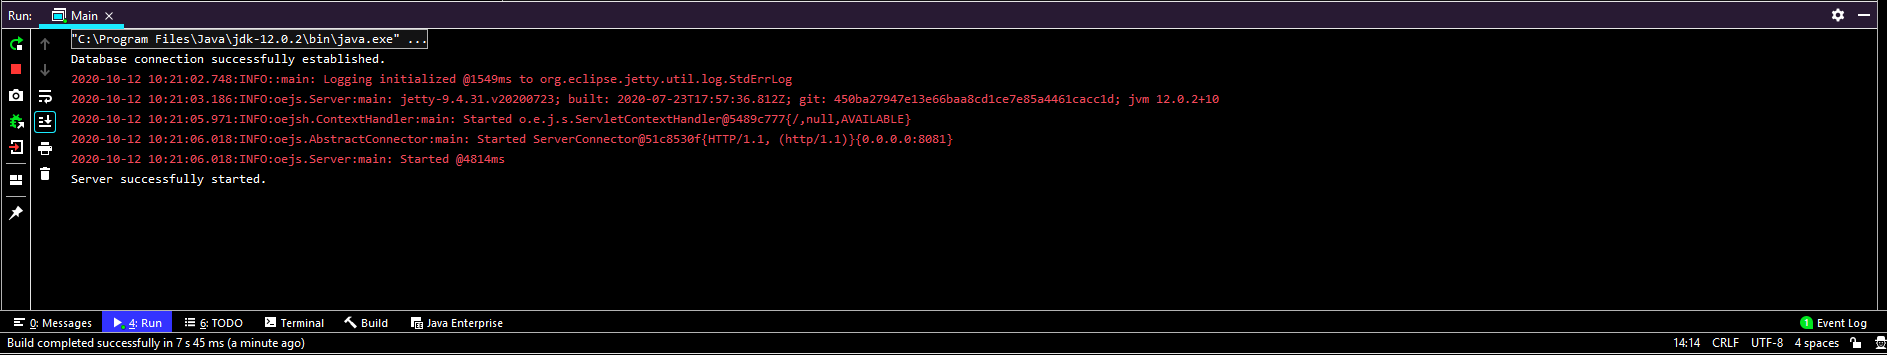 Run: Main
"C:\Program Files\Java\jdk-12.0.2\bin\java.exe" ...
Database connection successfully established.
2020-10-12 10:21:02.748:INFO::main: Logging initialized @1549ms to org.eclipse.jetty.util.log.StdErrLog
2020-10-12 10:21:03.186:INFO:oejs.Server:main: jetty-9.4.31.v20200723; built: 2020-07-23T17:57:36.812Z; git: 450ba27947e13e66baa8cd1ce7e85a4461cacc1d; jvm 12.0.2+10
2020-10-12 10:21:05.971:INFO:oejsh.ContextHandler:main: Started o.e.j.s.ServletContextHandler@5489c777{/,null,AVAILABLE}
2020-10-12 10:21:06.018:INFO:oejs.AbstractConnector:main: Started ServerConnector@51c8530f{HTTP/1.1, (http/1.1)}{0.0.0.0:8081}
2020-10-12 10:21:06.018:INFO:oejs.Server:main: Started @4814ms
Server successfully started.
0: Messages 4: Run 6: TODO Terminal Build Java Enterprise 1 Event Log
Build completed successfully in 7 s 45 ms (a minute ago) 14:14 CRLF UTF-8 4 spaces